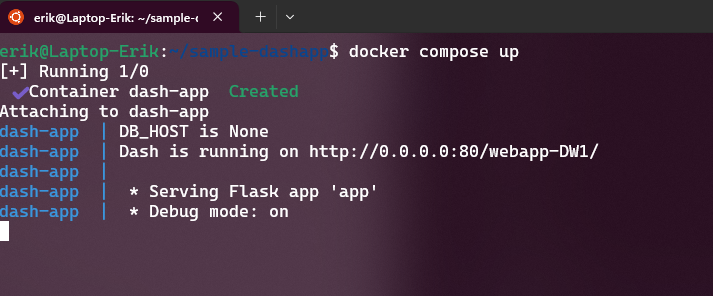 erik@Laptop-Erik: ~/sample-d
erik@Laptop-Erik:~/sample-dashapp$ docker compose up
[+] Running 1/0
✔Container dash-app  Created
Attaching to dash-app
dash-app  | DB_HOST is None
dash-app  | Dash is running on http://0.0.0.0:80/webapp-DW1/
dash-app  |
dash-app  |  * Serving Flask app 'app'
dash-app  |  * Debug mode: on